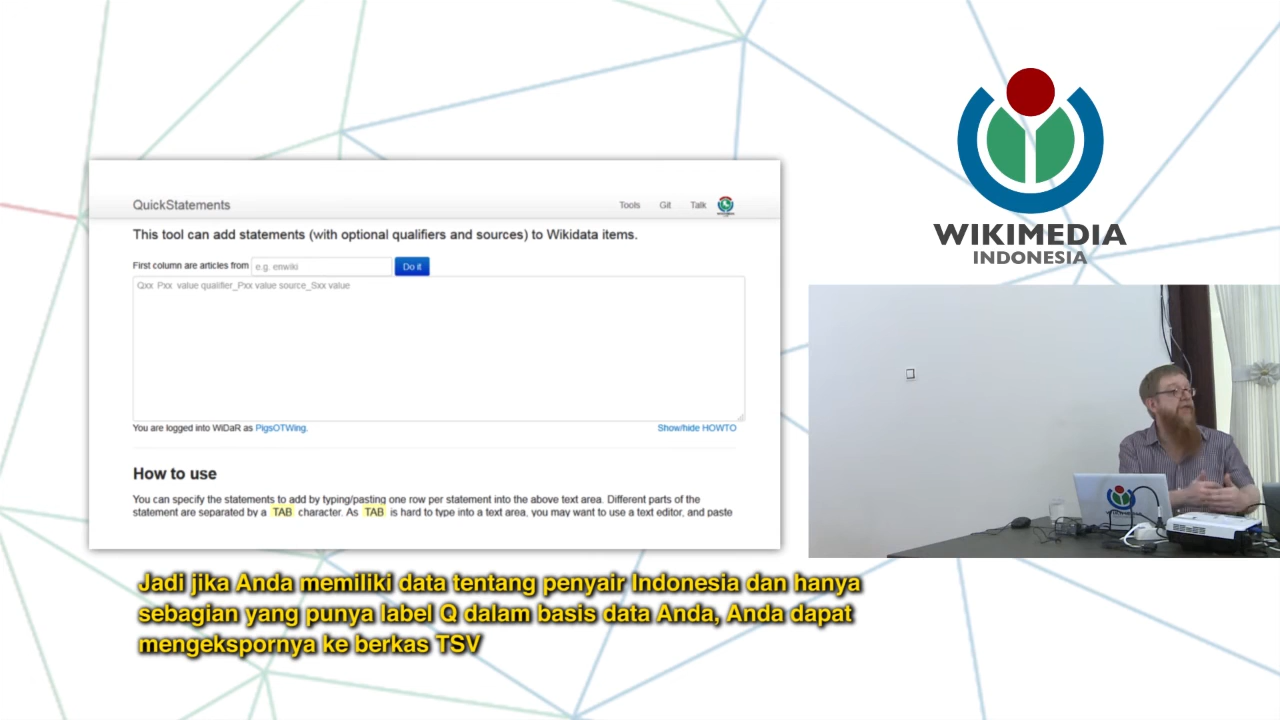 QuickStatements
Tools Git Talk
This tool can add statements (with optional qualifiers and sources) to Wikidata items.
First column are articles from e.g. enwiki Do it
Qxx Pxx value qualifier_Pxx value source_Sxx value
You are logged into WiDaR as PigsOTWing. Show/hide HOWTO
How to use
You can specify the statements to add by typing/pasting one row per statement into the above text area. Different parts of the
statement are separated by a TAB character. As TAB is hard to type into a text area, you may want to use a text editor, and paste
WIKIMEDIA
INDONESIA
Jadi jika Anda memiliki data tentang penyair Indonesia dan hanya
sebagian yang punya label Q dalam basis data Anda, Anda dapat
mengekspornya ke berkas TSV